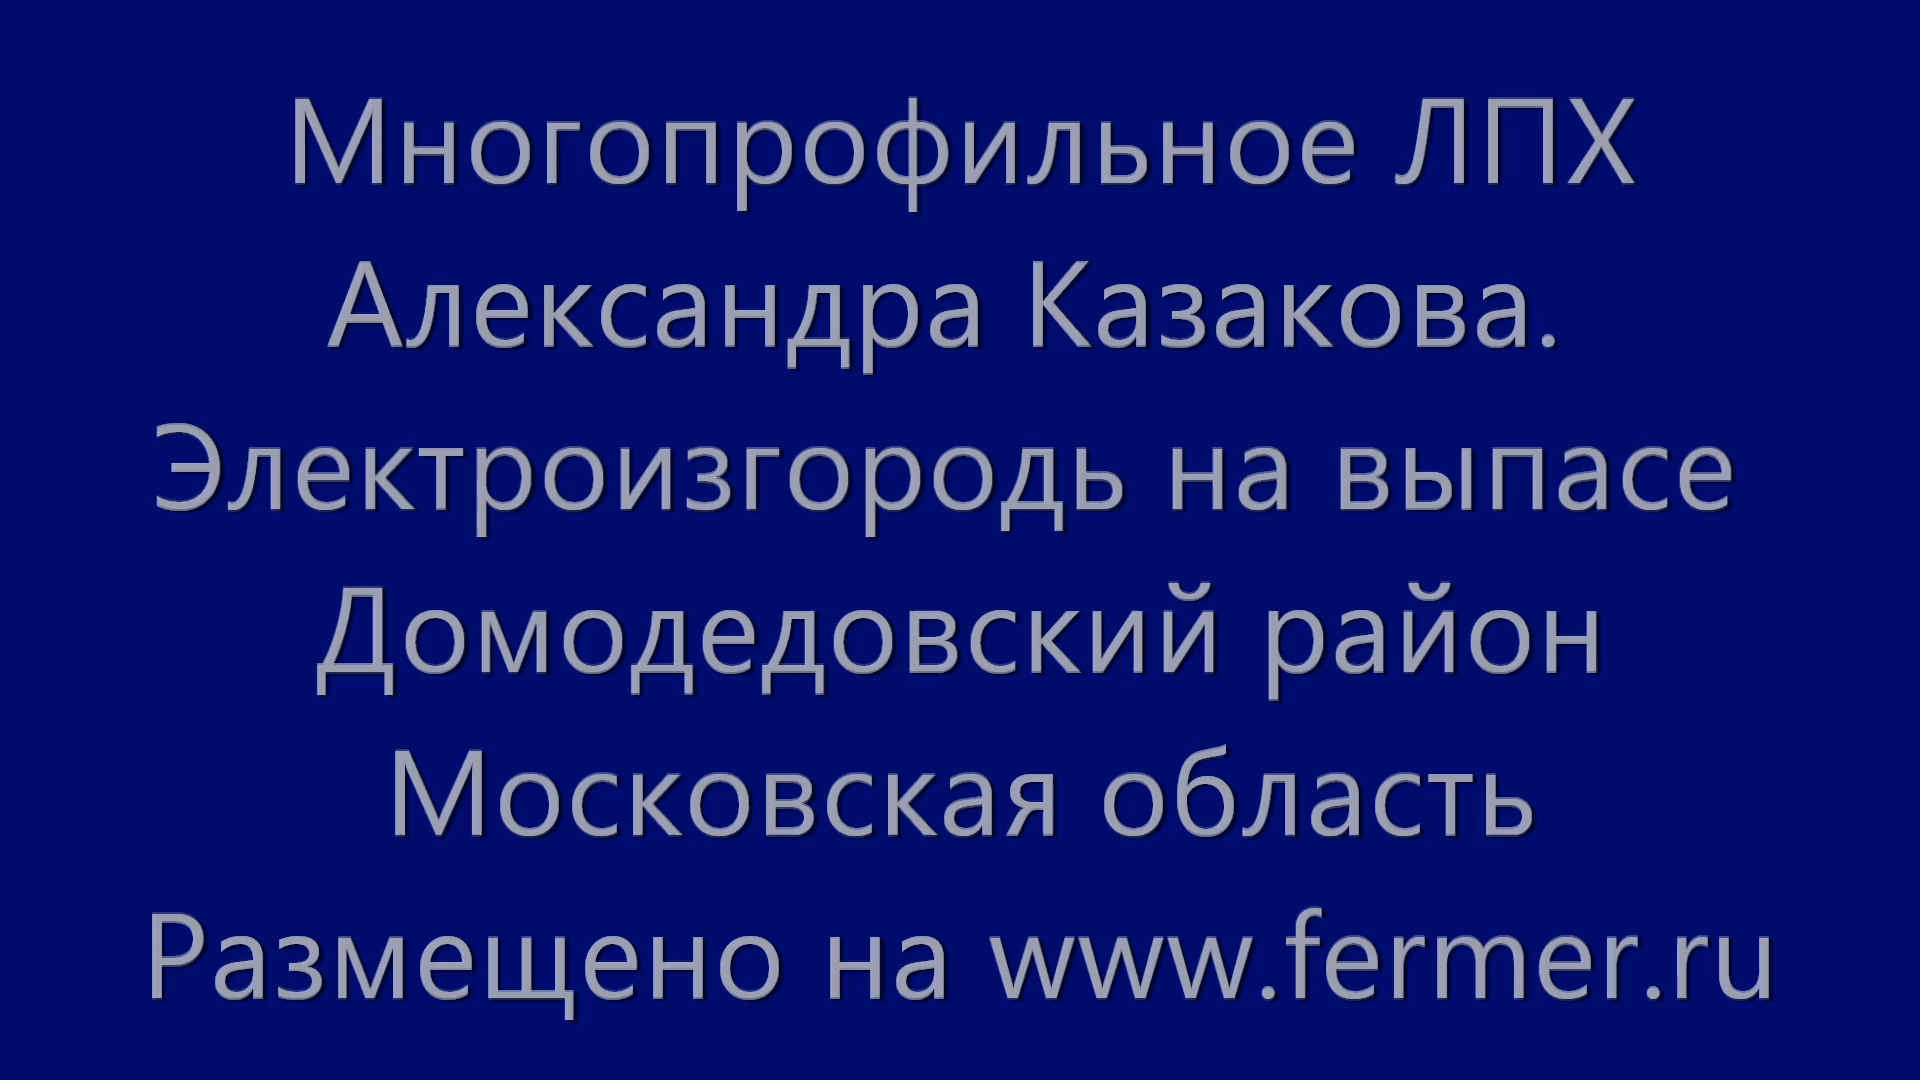 Многопрофильное ЛПХ
Александра Казакова.
Электроизгородь на выпасе
Домодедовский район
Московская область
Размещено на www.fermer.ru